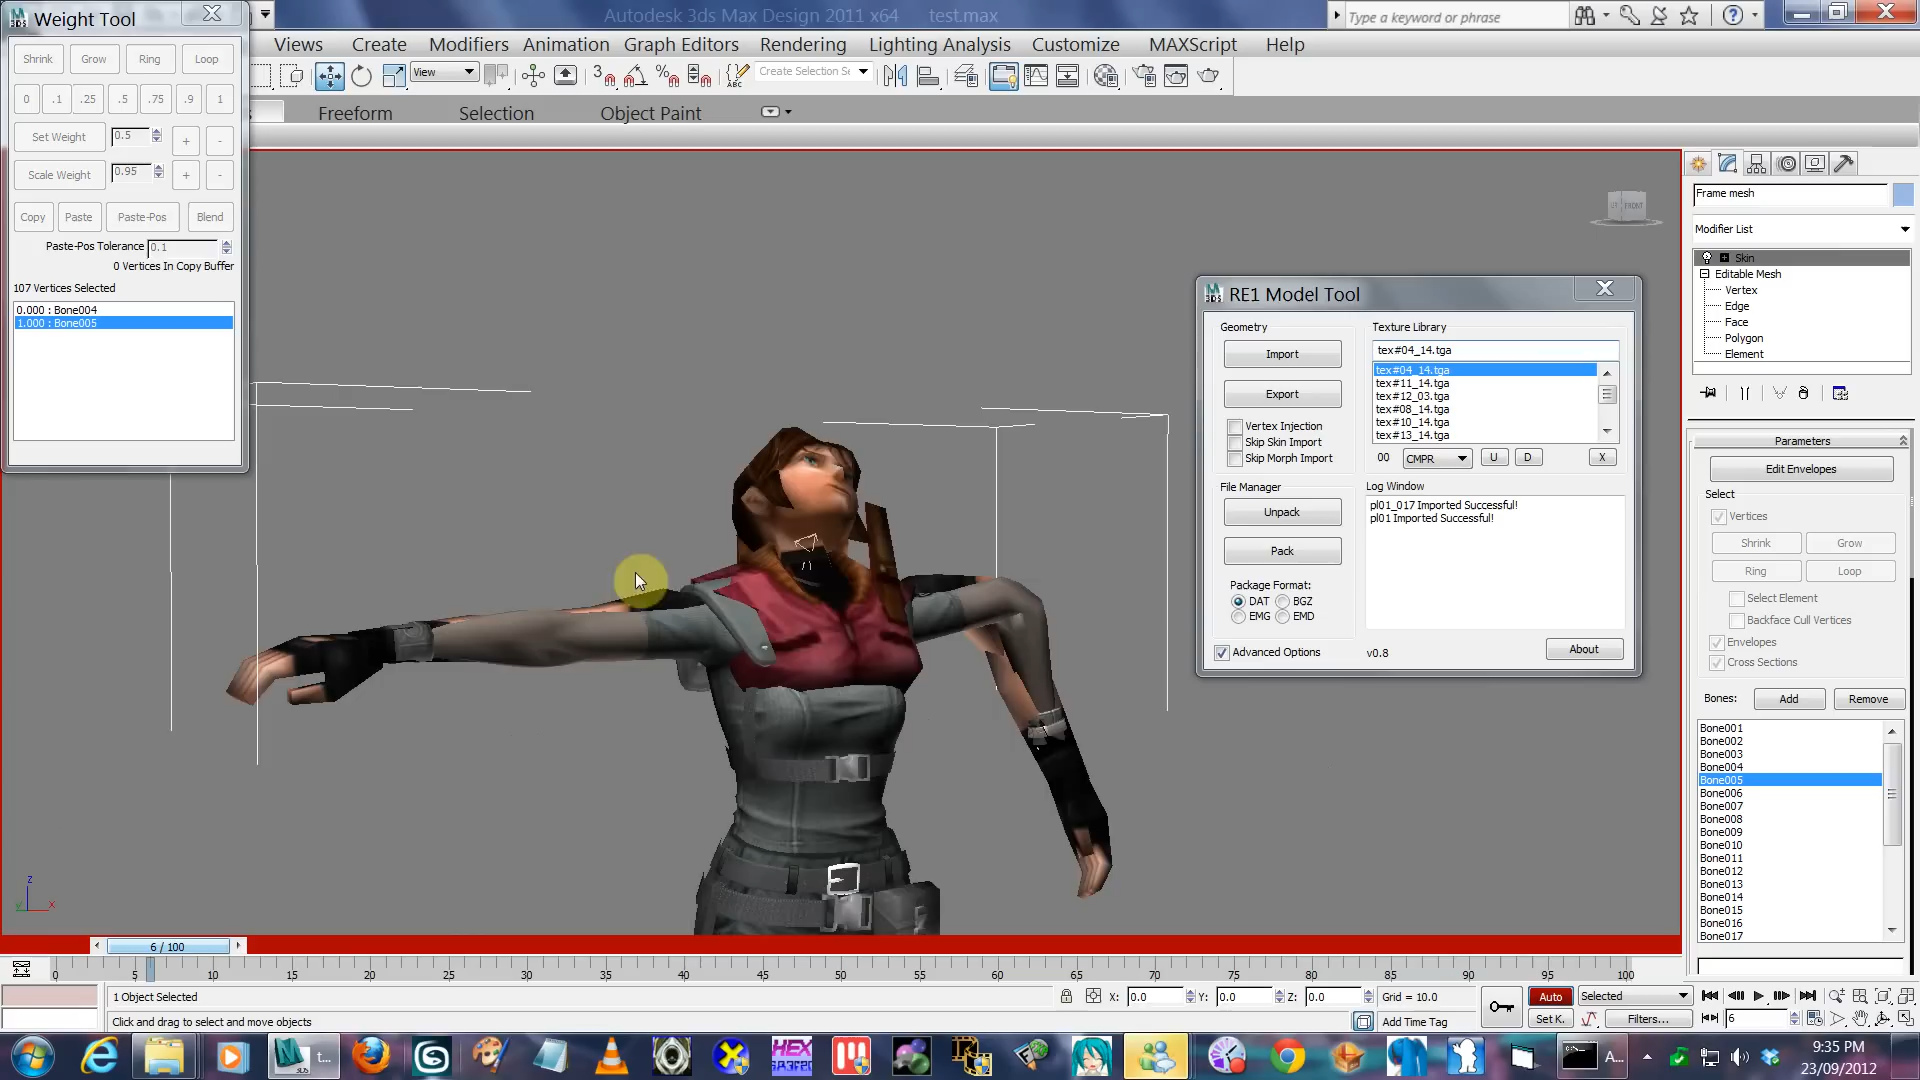 Weight Tool
Autodesk 3ds Max Design 2011 x64 test.max
Type a keyword or phrase
Views Create Modifiers Animation Graph Editors Rendering Lighting Analysis Customize MAXScript Help
Shrink Grow Ring Loop
0 .1 .25 .5 .75 .9 1
Set Weight 0.5 + -
Scale Weight 0.95 + -
Copy Paste Paste-Pos Blend
Paste-Pos Tolerance 0.1
0 Vertices In Copy Buffer
107 Vertices Selected
0.000 : Bone004
1.000 : Bone005
View
3
ABC
Create Selection Se
Freeform Selection Object Paint
FRONT
RE1 Model Tool
Geometry
Import
Export
Vertex Injection
Skip Skin Import
Skip Morph Import
File Manager
Unpack
Pack
Package Format:
DAT BGZ
EMG EMD
Advanced Options v0.8
Texture Library
tex#04_14.tga
tex#04_14.tga
tex#11_14.tga
tex#12_03.tga
tex#08_14.tga
tex#10_14.tga
tex#13_14.tga
00 CMPR U D X
Log Window
pl01_017 Imported Successful!
pl01 Imported Successful!
About
Frame mesh
Modifier List
Skin
Editable Mesh
Vertex
Edge
Face
Polygon
Element
Parameters
Edit Envelopes
Select
Vertices
Shrink Grow
Ring Loop
Select Element
Backface Cull Vertices
Envelopes
Cross Sections
Bones: Add Remove
Bone001
Bone002
Bone003
Bone004
Bone005
Bone006
Bone007
Bone008
Bone009
Bone010
Bone011
Bone012
Bone013
Bone014
Bone015
Bone016
Bone017
z
x
y
6 / 100
0 5 10 15 20 25 30 35 40 45 50 55 60 65 70 75 80 85 90 95 100
1 Object Selected
X: 0.0 Y: 0.0 Z: 0.0 Grid = 10.0
Auto Selected
Click and drag to select and move objects
Add Time Tag
Set K. Filters... 6
t...
HEX
A...
9:35 PM
23/09/2012